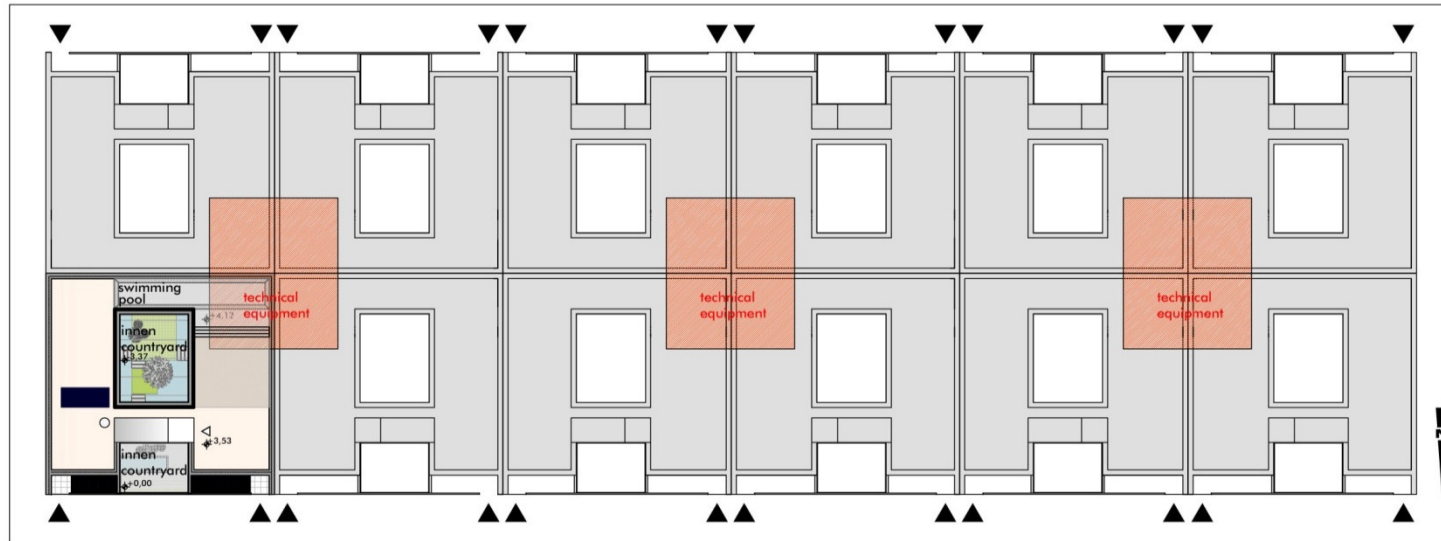 swimming
pool
+4.12
technical
equipment
technical
equipment
technical
equipment
innen
countryard
+3,37
+3,53
innen
countryard
+0,00